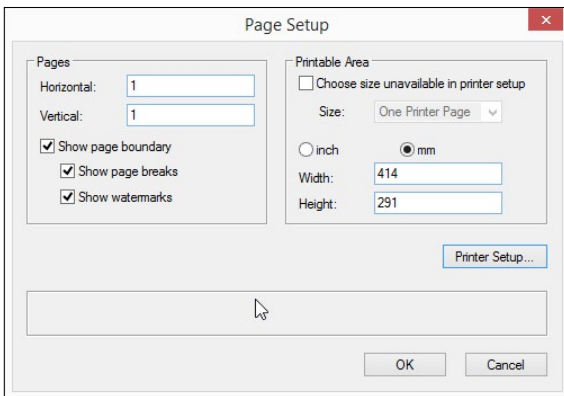 Page Setup
Pages
Horizontal: 1
Vertical: 1
Show page boundary
Show page breaks
Show watermarks
Printable Area
Choose size unavailable in printer setup
Size: One Printer Page
inch mm
Width: 414
Height: 291
Printer Setup...
OK Cancel